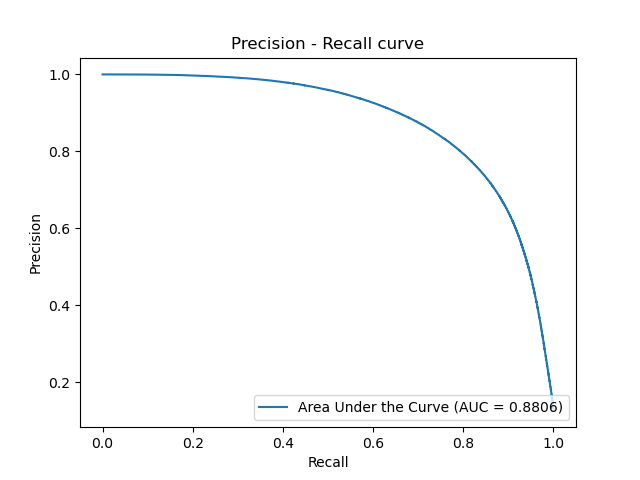 Precision - Recall curve
1.0
0.8
0.6
0.4
0.2
Precision
Area Under the Curve (AUC = 0.8806)
0.0 0.2 0.4 0.6 0.8 1.0
Recall